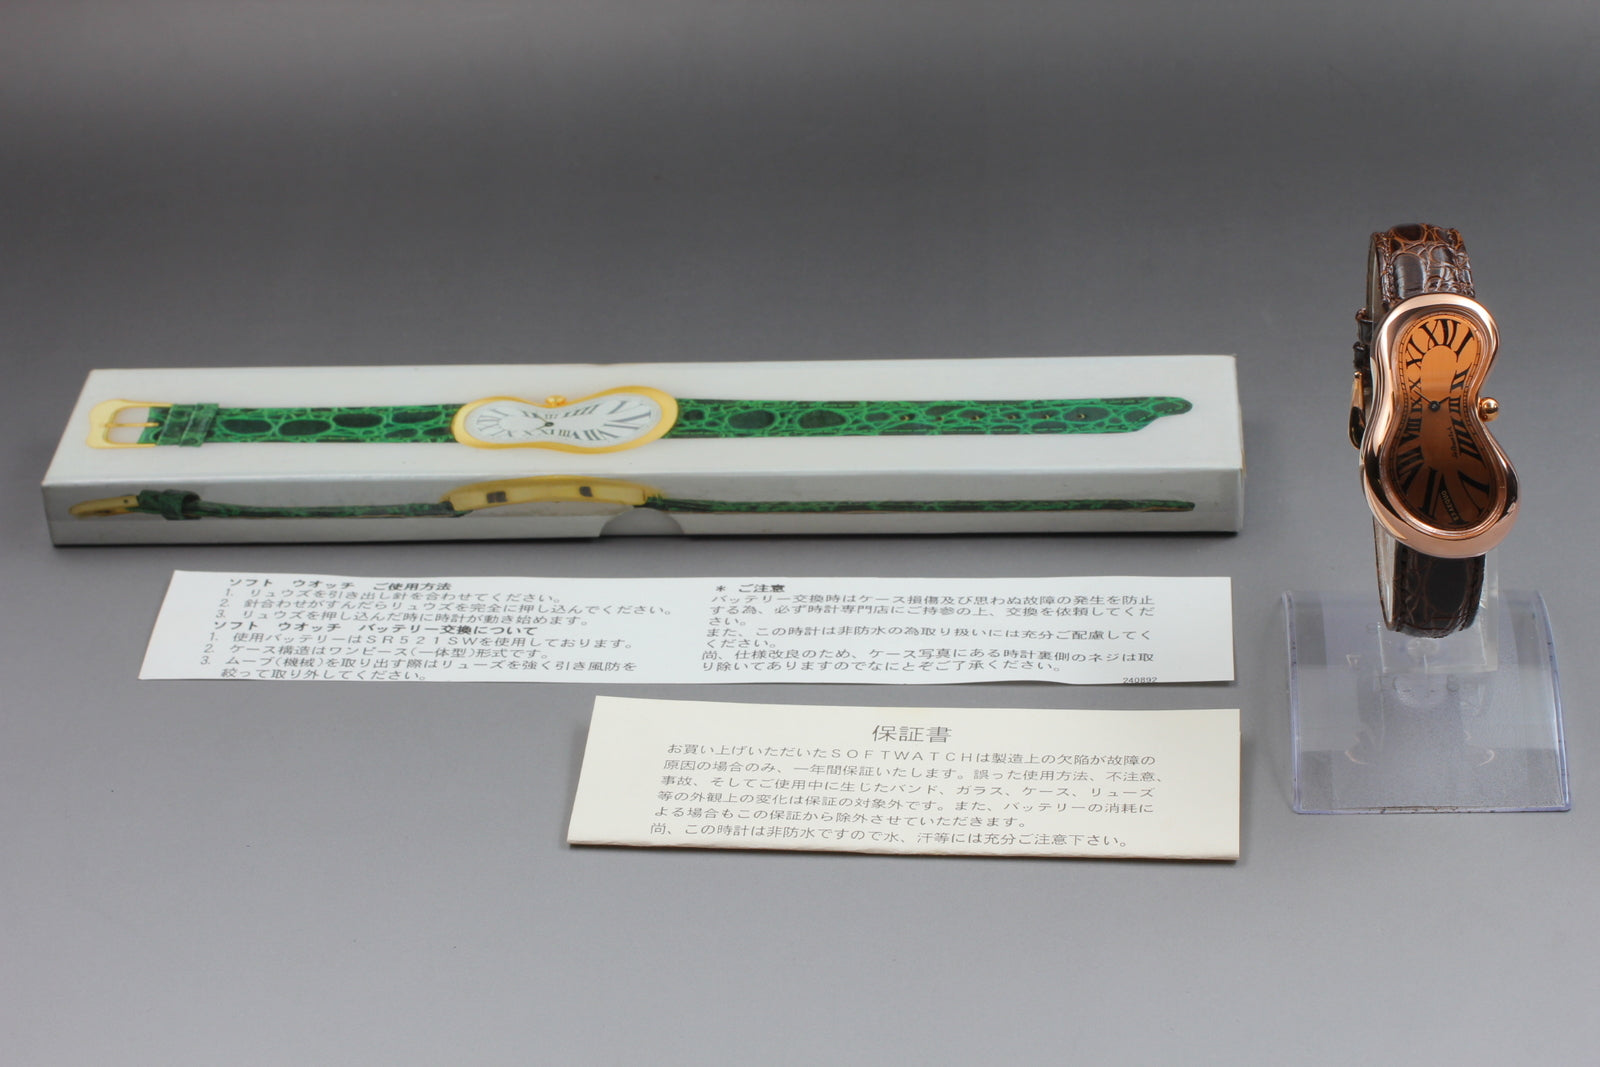 ソフト ウオッチ ご使用方法
1. リュウズを引き出し針を合わせてください。
2. 針合わせがすんだらリュウズを完全に押し込んでください。
3. リュウズを押し込んだ時に時計が動き始めます。
ソフト ウオッチ バッテリー交換について
1. 使用バッテリーはSR521SWを使用しております。
2. ケース構造はワンピース(一体型)形式です。
3. ムーブ(機械)を取り出す際はリューズを強く引き風防を
絞って取り外してください。
* ご注意
バッテリー交換時はケース損傷及び思わぬ故障の発生を防止
する為、必ず時計専門店にご持参の上、交換を依頼してくだ
さい。
また、この時計は非防水の為取り扱いには充分ご配慮してく
ください。
尚、仕様改良のため、ケース写真にある時計裏側のネジは取
り除いてありますのでなにとぞご了承ください。
240892
保証書
お買い上げいただいたSOFTWATCHは製造上の欠陥が故障の
原因の場合のみ、一年間保証いたします。誤った使用方法、不注意、
事故、そしてご使用中に生じたバンド、ガラス、ケース、リューズ
等の外観上の変化は保証の対象外です。また、バッテリーの消耗に
よる場合もこの保証から除外させていただきます。
尚、この時計は非防水ですので水、汗等には充分ご注意下さい。